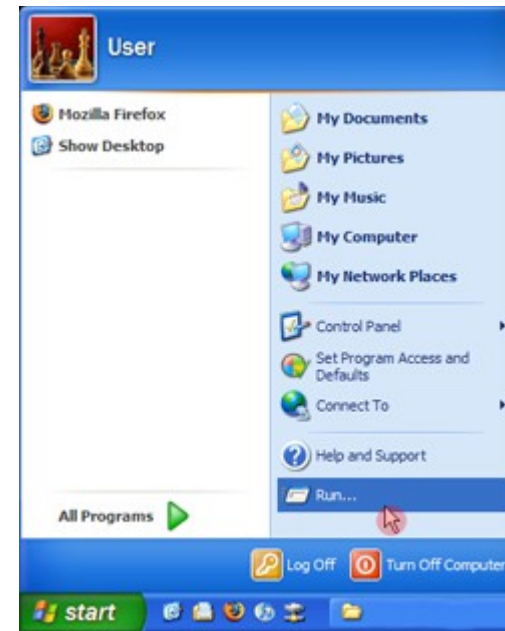 User
Mozilla Firefox
Show Desktop
All Programs
My Documents
My Pictures
My Music
My Computer
My Network Places
Control Panel
Set Program Access and
Defaults
Connect To
Help and Support
Run...
Log Off
Turn Off Computer
start